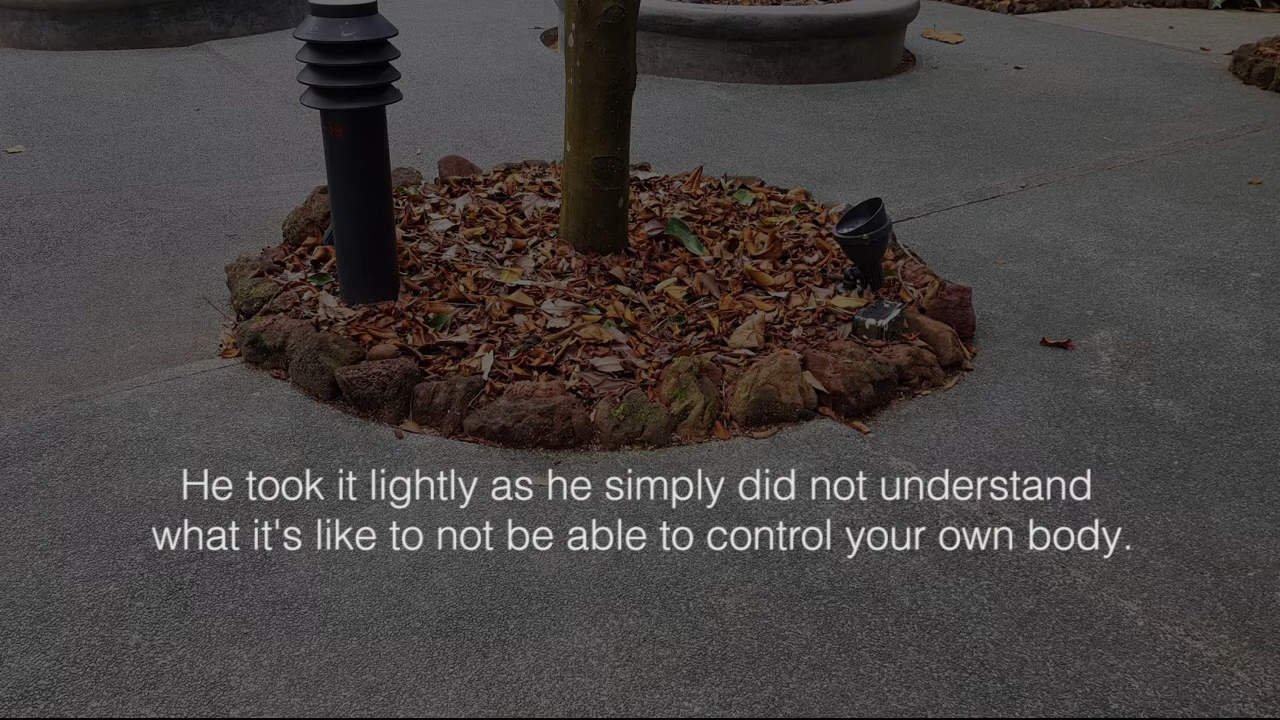 He took it lightly as he simply did not understand
what it's like to not be able to control your own body.